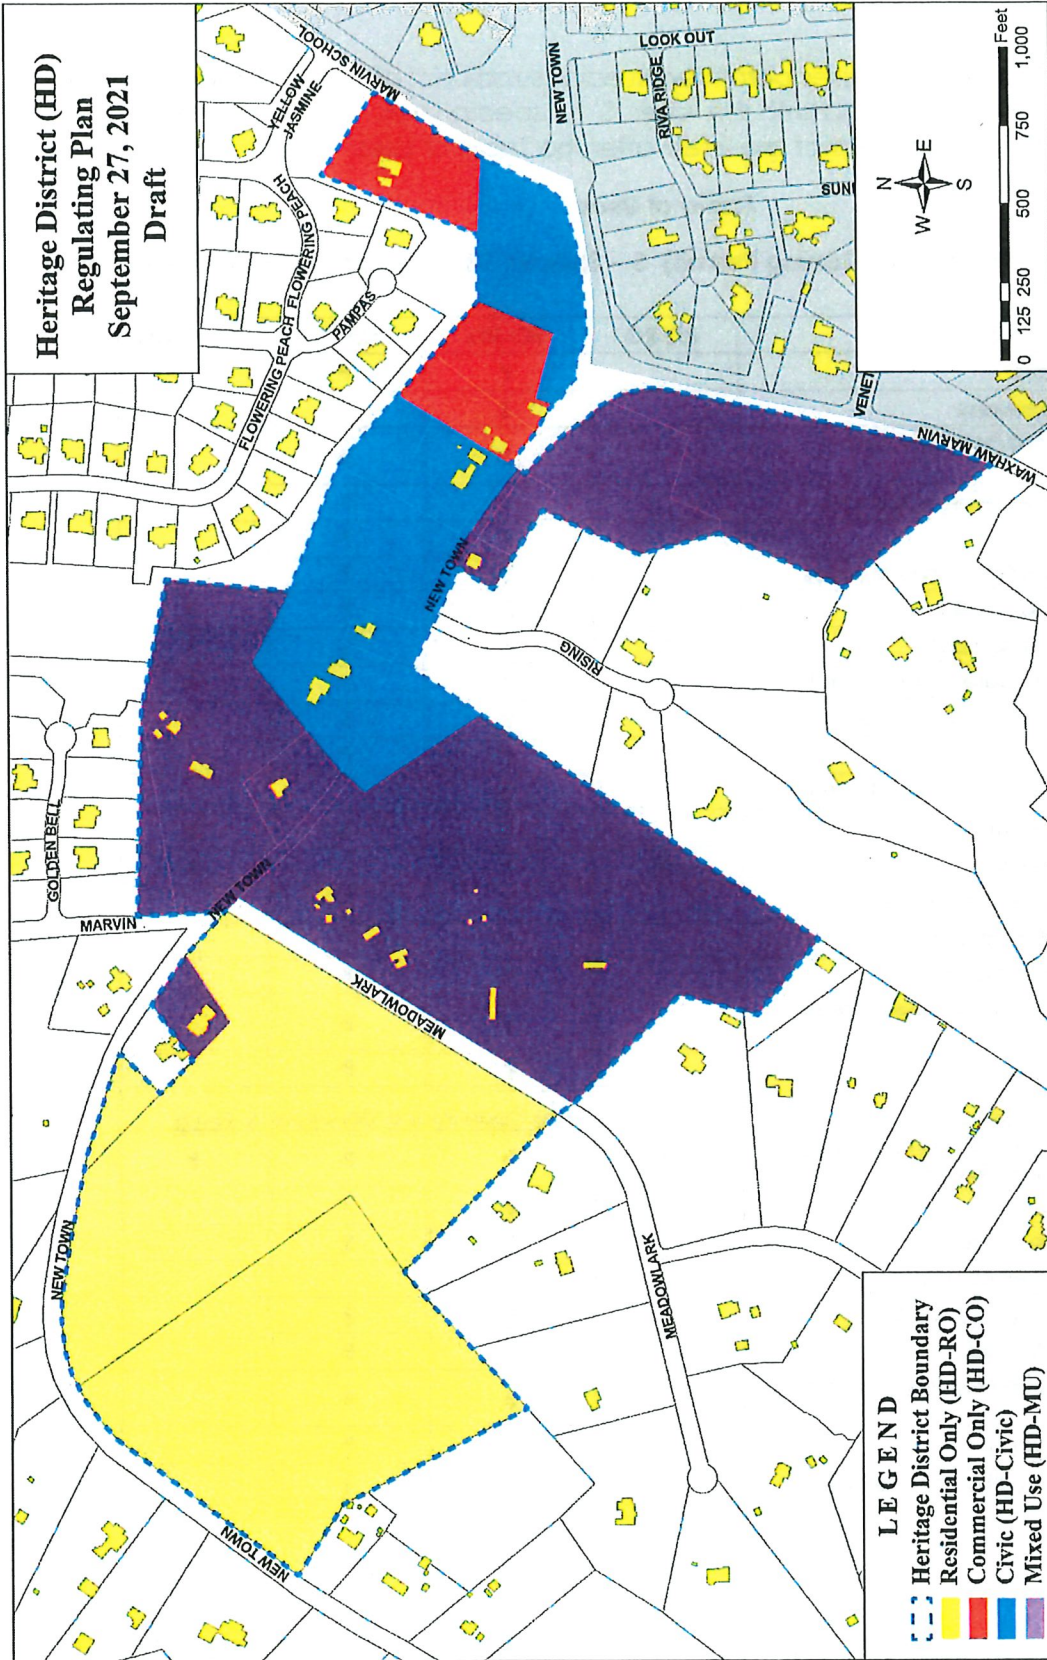 Heritage District (HD)
Regulating Plan
September 27, 2021
Draft
MARVIN SCHOOL
YELLOW
JASMINE
FLOWERING PEACH
FLOWERING PEACH
PAMPAS
NEW TOWN
LOOK OUT
RIVA RIDGE
WAXHAW MARVIN
NEW TOWN
RISING
GOLDEN BELL
MARVIN
NEW TOWN
MEADOWLARK
NEW TOWN
MEADOWLARK
NEW TOWN
N
W E
S
0 125 250 500 750 1,000
Feet
LEGEND
Heritage District Boundary
Residential Only (HD-RO)
Commercial Only (HD-CO)
Civic (HD-Civic)
Mixed Use (HD-MU)